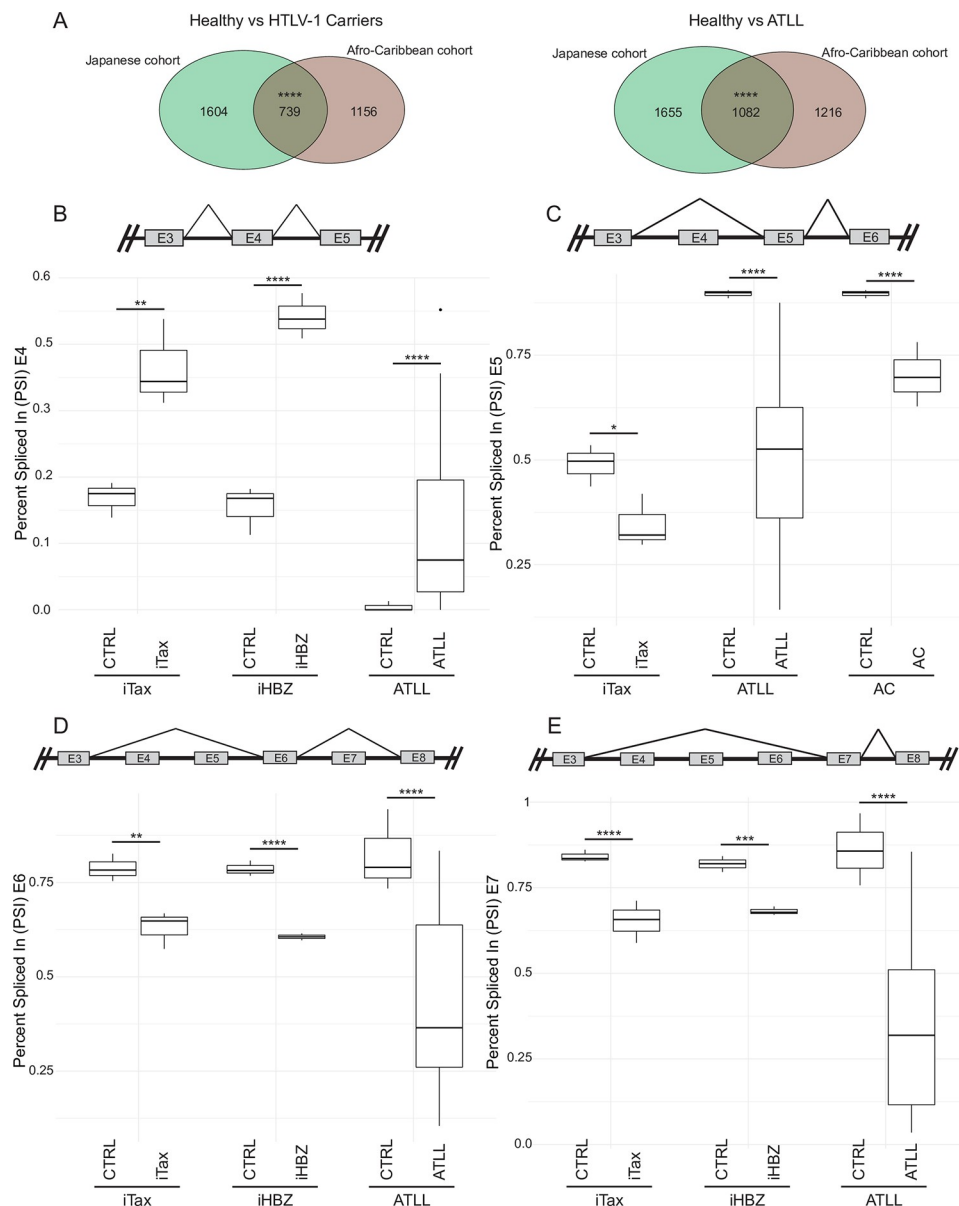 A
Healthy vs HTLV-1 Carriers
Healthy vs ATLL
Japanese cohort
Afro-Caribbean cohort
****
1604
739
1156
Japanese cohort
Afro-Caribbean cohort
****
1655
1082
1216
B
E3 E4 E5
Percent Spliced In (PSI) E4
0.6
0.5
0.3
0.2
0.1
0.0
**
****
****
CTRL iTax CTRL iHBZ CTRL ATLL
iTax iHBZ ATLL
C
E3 E4 E5 E6
Percent Spliced In (PSI) E5
0.75
0.5
0.25
*
****
****
CTRL iTax CTRL ATLL CTRL AC
iTax ATLL AC
D
E3 E4 E5 E6 E7 E8
Percent Spliced In (PSI) E6
0.75
0.5
0.25
**
****
****
CTRL iTax CTRL iHBZ CTRL ATLL
iTax iHBZ ATLL
E
E3 E4 E5 E6 E7 E8
Percent Spliced In (PSI) E7
1
0.75
0.5
0.25
0.0
****
***
****
CTRL iTax CTRL iHBZ CTRL ATLL
iTax iHBZ ATLL